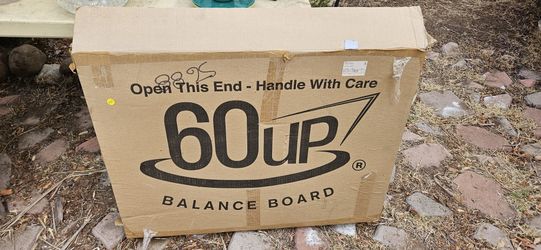 Open This End - Handle With Care
60uP®
BALANCE BOARD